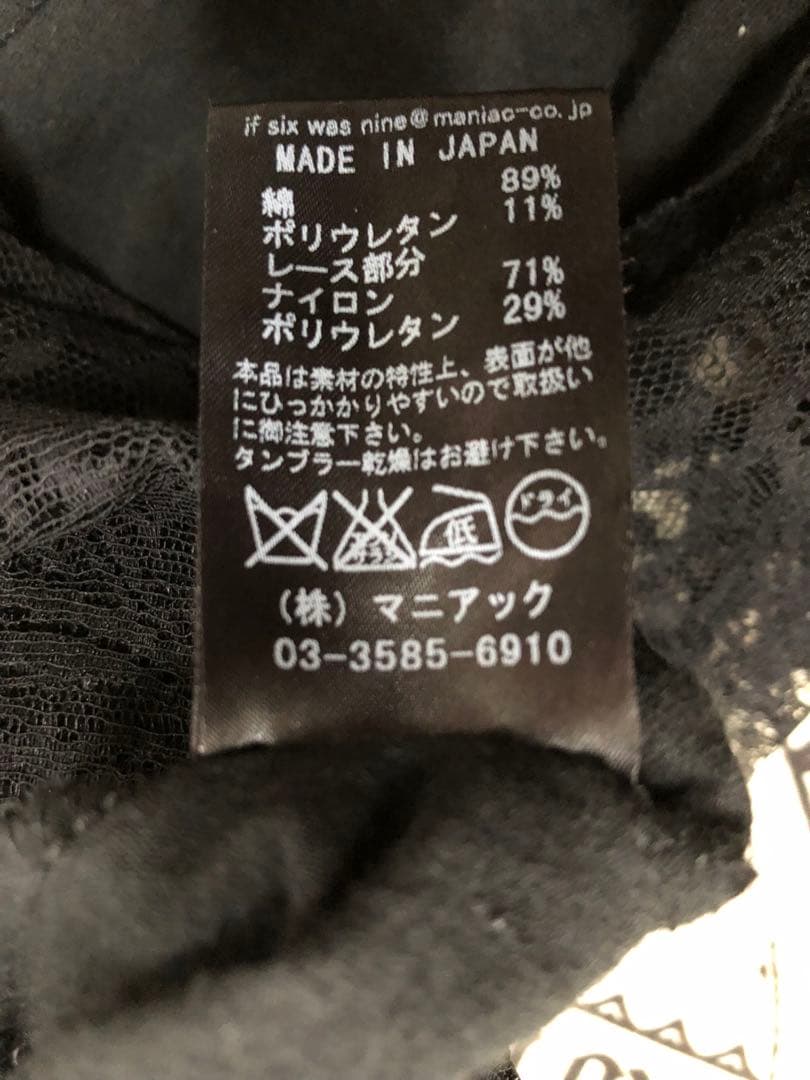 if six was nine@maniac-co.jp
MADE IN JAPAN
綿 89%
ポリウレタン 11%
レース部分
ナイロン 71%
ポリウレタン 29%
本品は素材の特性上、表面が他
にひっかかりやすいので取扱い
に御注意下さい。
タンブラー乾燥はお避け下さい。
低 ドライ
(株) マニアック
03-3585-6910